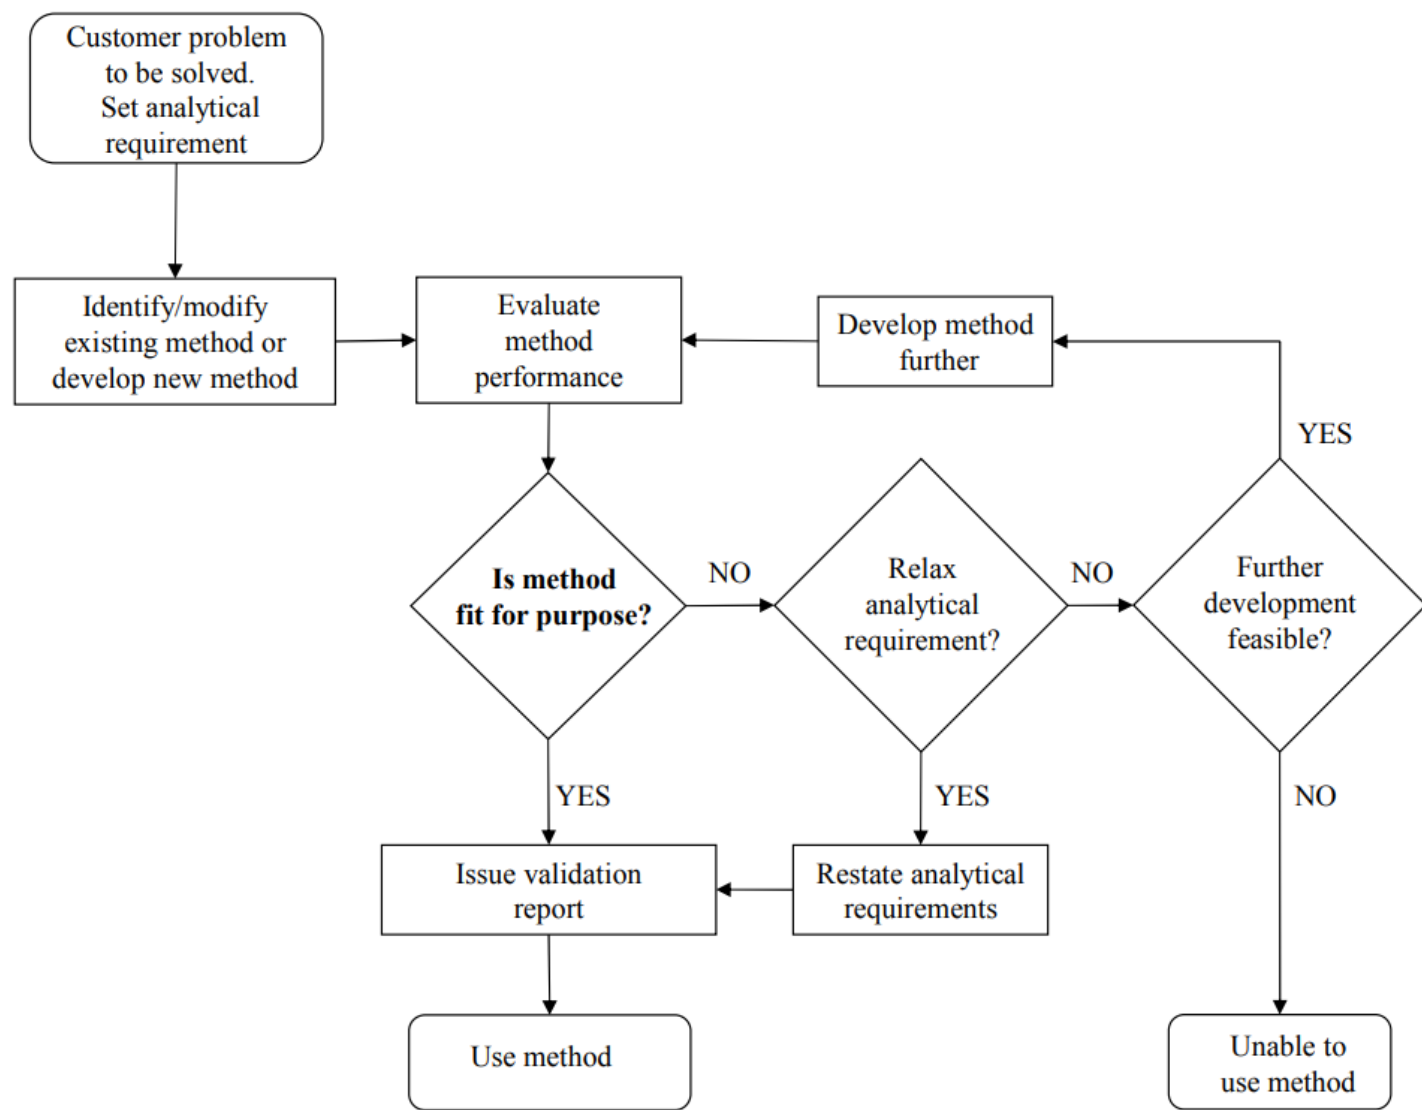 Customer problem
to be solved.
Set analytical
requirement
Identify/modify
existing method or
develop new method
Evaluate
method
performance
Develop method
further
YES
Is method
fit for purpose?
NO
Relax
analytical
requirement?
NO
Further
development
feasible?
YES
YES
NO
Issue validation
report
Restate analytical
requirements
Use method
Unable to
use method